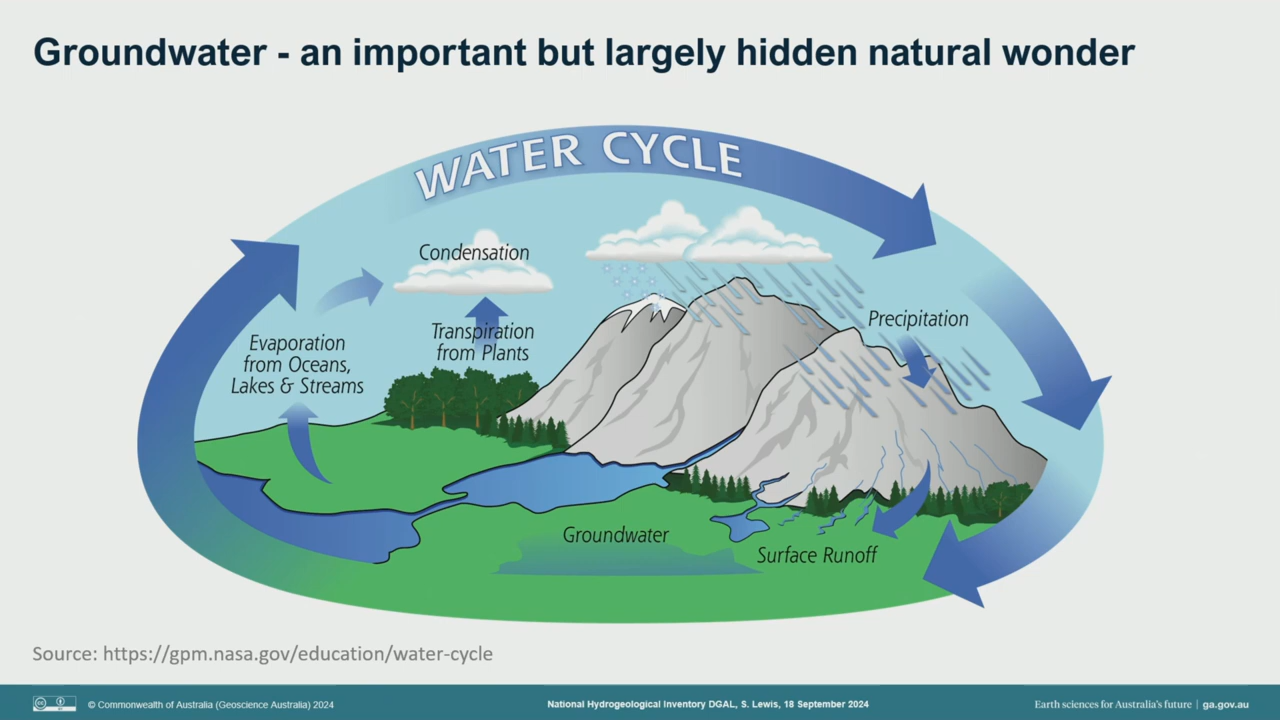 Groundwater - an important but largely hidden natural wonder
WATER CYCLE
Condensation
Precipitation
Transpiration
from Plants
Evaporation
from Oceans,
Lakes & Streams
Groundwater
Surface Runoff
Source: https://gpm.nasa.gov/education/water-cycle
© Commonwealth of Australia (Geoscience Australia) 2024
National Hydrogeological Inventory DGAL, S. Lewis, 18 September 2024
Earth sciences for Australia's future | ga.gov.au